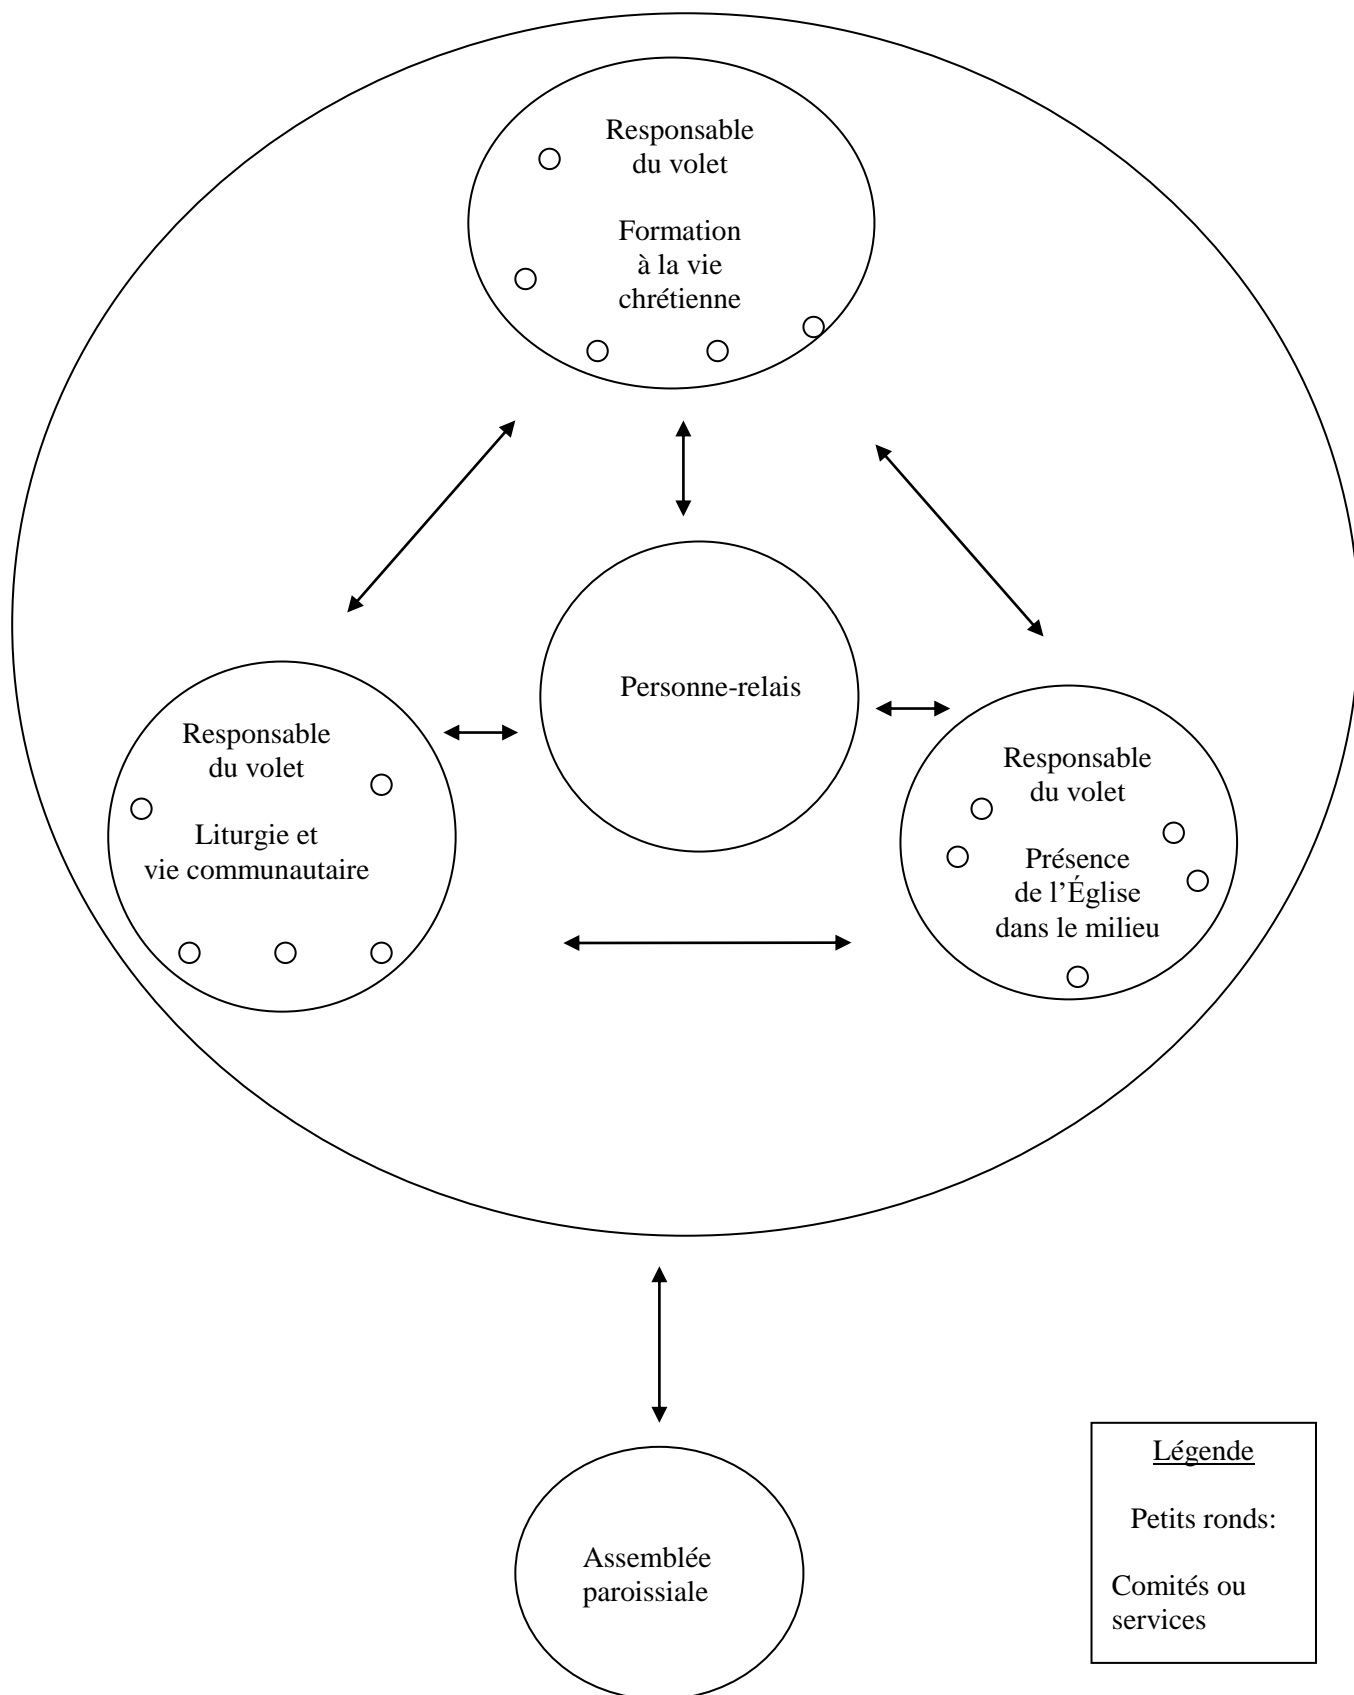 Responsable
du volet
Formation
à la vie
chrétienne
Personne-relais
Responsable
du volet
Liturgie et
vie communautaire
Responsable
du volet
Présence
de l’Église
dans le milieu
Assemblée
paroissiale
Légende
Petits ronds:
Comités ou
services